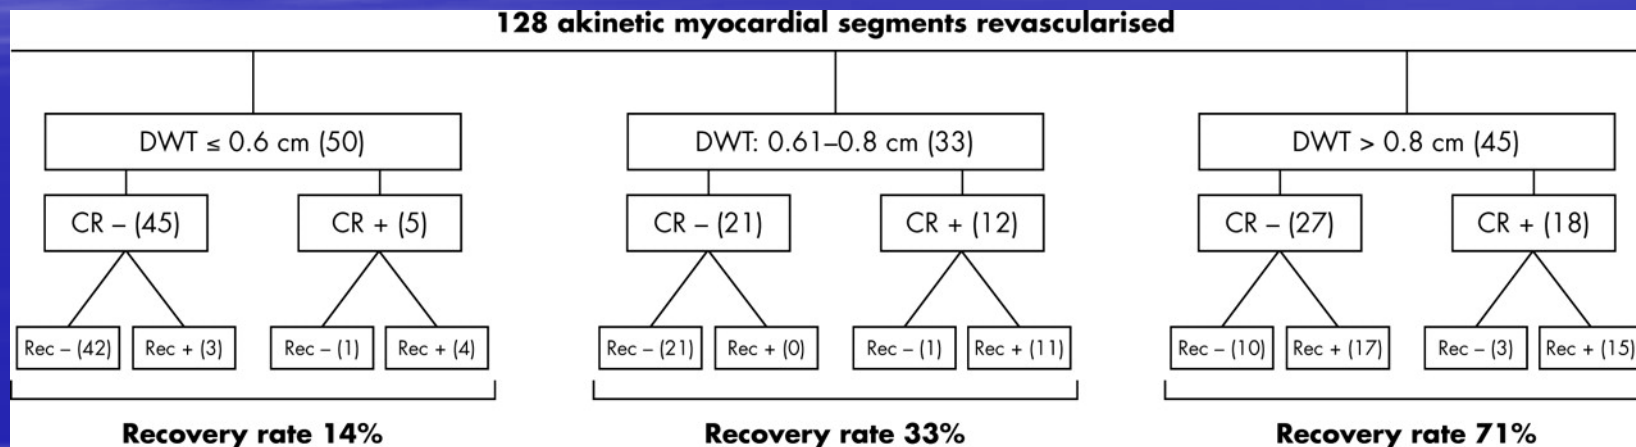 128 akinetic myocardial segments revascularised
DWT ≤ 0.6 cm (50)
DWT: 0.61–0.8 cm (33)
DWT > 0.8 cm (45)
CR – (45)
CR + (5)
CR – (21)
CR + (12)
CR – (27)
CR + (18)
Rec – (42)
Rec + (3)
Rec – (1)
Rec + (4)
Rec – (21)
Rec + (0)
Rec – (1)
Rec + (11)
Rec – (10)
Rec + (17)
Rec – (3)
Rec + (15)
Recovery rate 14%
Recovery rate 33%
Recovery rate 71%